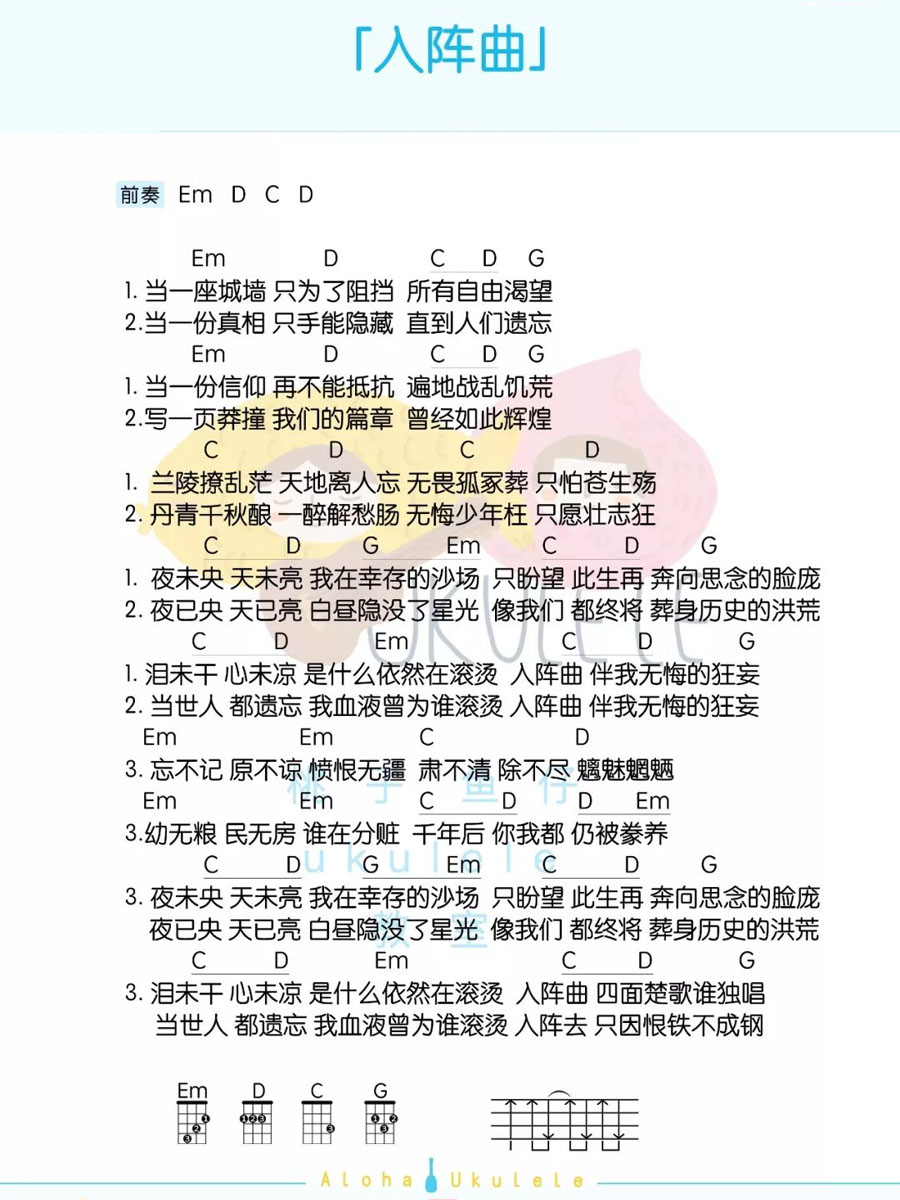 「入阵曲」
前奏 Em D C D
Em D C D G
1. 当一座城墙 只为了阻挡 所有自由渴望
2.当一份真相 只手能隐藏 直到人们遗忘
Em D C D G
1. 当一份信仰 再不能抵抗 遍地战乱饥荒
2.写一页莽撞 我们的篇章 曾经如此辉煌
C D C D
1. 兰陵撩乱茫 天地离人忘 无畏孤冢葬 只怕苍生殇
2. 丹青千秋酿 一醉解愁肠 无悔少年枉 只愿壮志狂
C D G Em C D G
1. 夜未央 天未亮 我在幸存的沙场 只盼望 此生再 奔向思念的脸庞
2. 夜已央 天已亮 白昼隐没了星光 像我们 都终将 葬身历史的洪荒
UKULELE
C D Em C D G
1. 泪未干 心未凉 是什么依然在滚烫 入阵曲 伴我无悔的狂妄
2. 当世人 都遗忘 我血液曾为谁滚烫 入阵曲 伴我无悔的狂妄
Em Em C D
3. 忘不记 原不谅 愤恨无疆 肃不清 除不尽 魑魅魍魉
桃子鱼仔
Em Em C D D Em
3.幼无粮 民无房 谁在分赃 千年后 你我都 仍被豢养
ukulele
C D G Em C D G
3. 夜未央 天未亮 我在幸存的沙场 只盼望 此生再 奔向思念的脸庞
夜已央 天已亮 白昼隐没了星光 像我们 都终将 葬身历史的洪荒
教室
C D Em C D G
3. 泪未干 心未凉 是什么依然在滚烫 入阵曲 四面楚歌谁独唱
当世人 都遗忘 我血液曾为谁滚烫 入阵去 只因恨铁不成钢
Em D C G
1 2 3 1 2 3 3 1 2 3
Aloha Ukulele